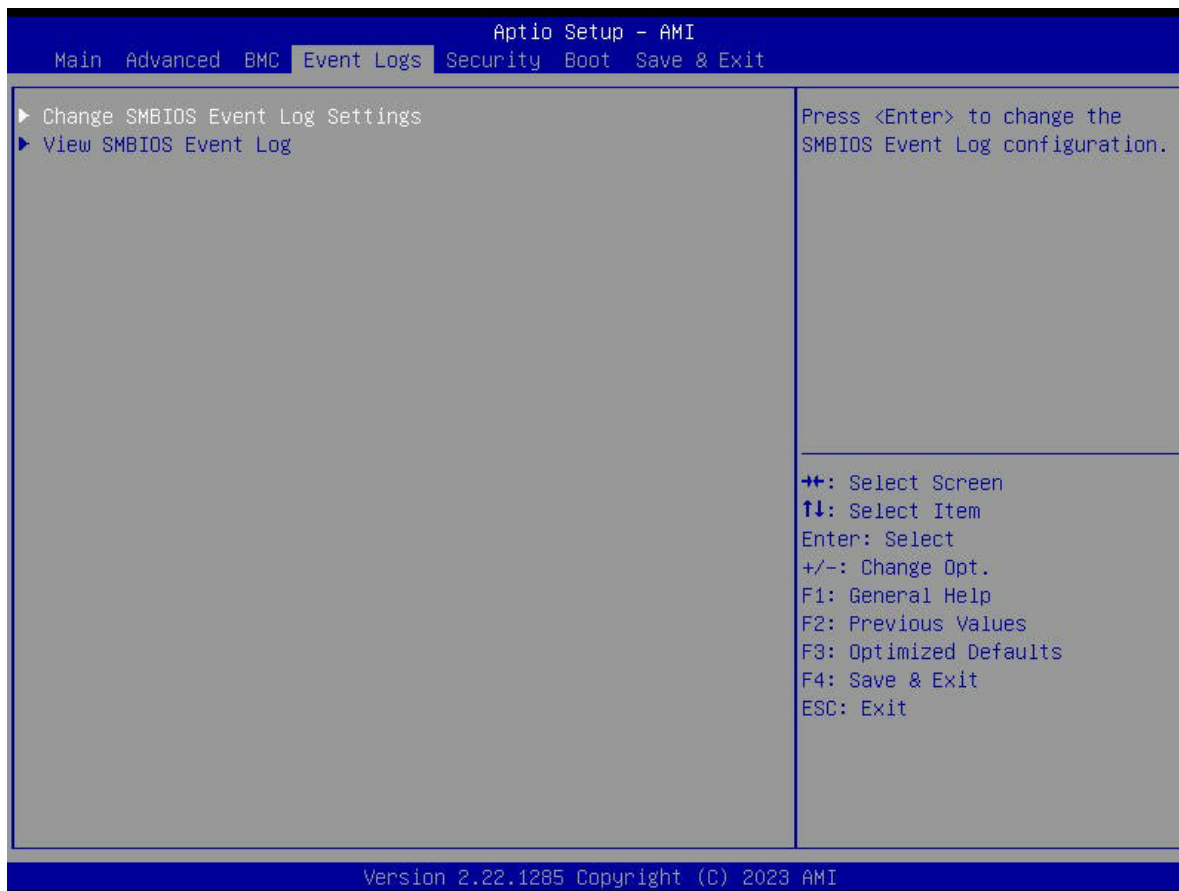 Aptio Setup – AMI
Main Advanced BMC Event Logs Security Boot Save & Exit
▶ Change SMBIOS Event Log Settings
▶ View SMBIOS Event Log
Press <Enter> to change the
SMBIOS Event Log configuration.
→←: Select Screen
↑↓: Select Item
Enter: Select
+/-: Change Opt.
F1: General Help
F2: Previous Values
F3: Optimized Defaults
F4: Save & Exit
ESC: Exit
Version 2.22.1285 Copyright (C) 2023 AMI